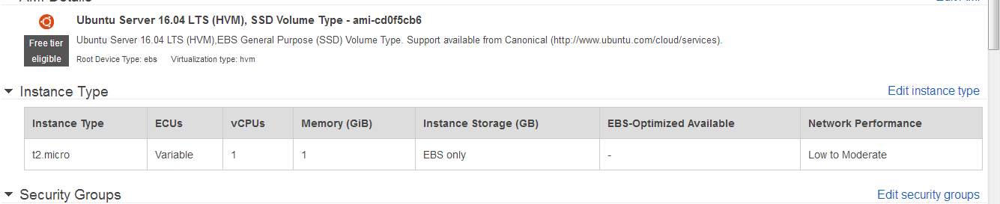 AMI Details Edit AMI
Ubuntu Server 16.04 LTS (HVM), SSD Volume Type - ami-cd0f5cb6
Free tier
eligible
Ubuntu Server 16.04 LTS (HVM),EBS General Purpose (SSD) Volume Type. Support available from Canonical (http://www.ubuntu.com/cloud/services).
Root Device Type: ebs Virtualization type: hvm
Instance Type Edit instance type
Instance Type ECUs vCPUs Memory (GiB) Instance Storage (GB) EBS-Optimized Available Network Performance
t2.micro Variable 1 1 EBS only - Low to Moderate
Security Groups Edit security groups